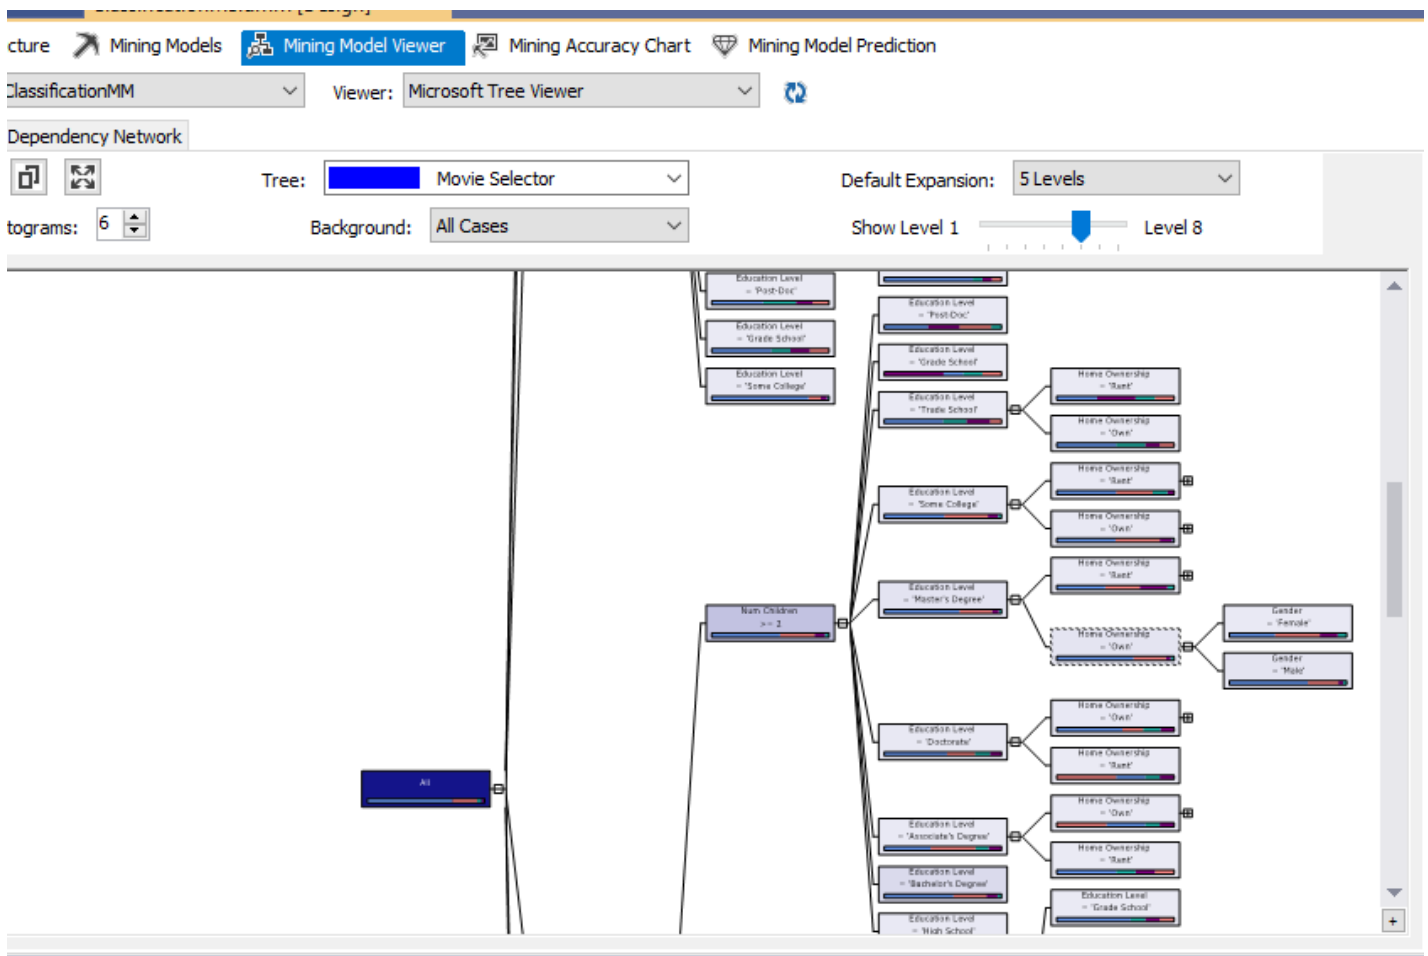 cture Mining Models Mining Model Viewer Mining Accuracy Chart Mining Model Prediction
ClassificationMM Viewer: Microsoft Tree Viewer
Dependency Network
Tree: Movie Selector Default Expansion: 5 Levels
tograms: 6 Background: All Cases Show Level 1 Level 8
Education Level
= 'Post-Doc'
Education Level
= 'Grade School'
Education Level
= 'Some College'
Num Children
All
Education Level
= 'Post-Doc'
Education Level
= 'Grade School'
Education Level
= 'Trade School'
Education Level
= 'Some College'
Education Level
= 'Master's Degree'
Education Level
= 'Doctorate'
Education Level
= 'Associate's Degree'
Education Level
= 'Bachelor's Degree'
Education Level
= 'High School'
Home Ownership
= 'Rent'
Home Ownership
= 'Own'
Home Ownership
= 'Rent'
Home Ownership
= 'Own'
Home Ownership
= 'Rent'
Home Ownership
= 'Own'
Home Ownership
= 'Own'
Home Ownership
= 'Rent'
Home Ownership
= 'Own'
Home Ownership
= 'Rent'
Education Level
= 'Grade School'
Gender
= 'Female'
Gender
= 'Male'